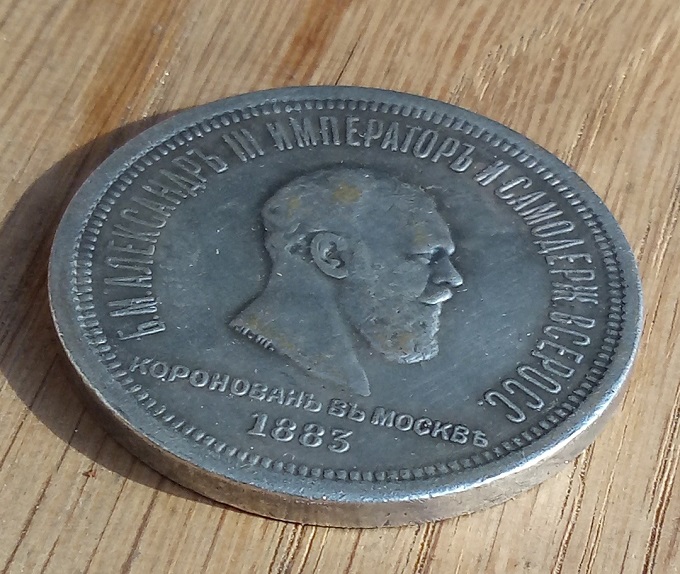 Б.М. АЛЕКСАНДРЪ III ИМПЕРАТОРЪ И САМОДЕРЖ. ВСЕРОСС.
КОРОНОВАНЪ ВЪ МОСКВѢ
1883